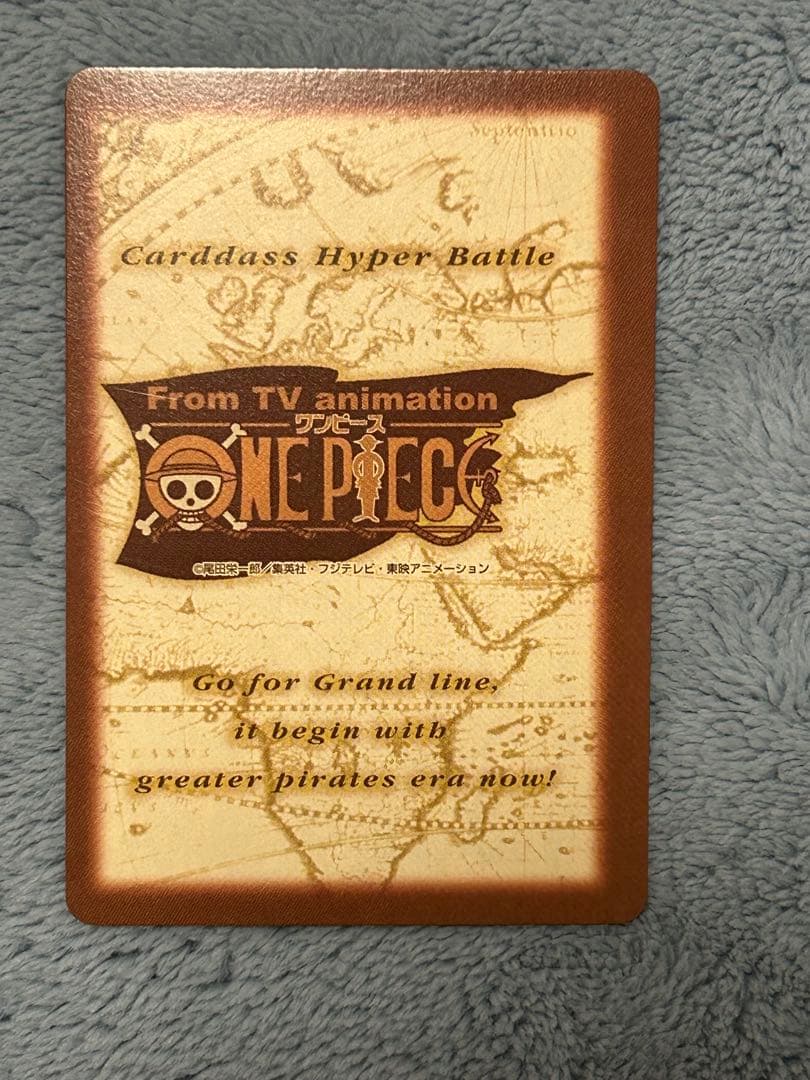 Septentrio
Carddass Hyper Battle
From TV animation
ワンピース
ONE PIECE
©尾田栄一郎／集英社・フジテレビ・東映アニメーション
Go for Grand line,
it begin with
greater pirates era now!